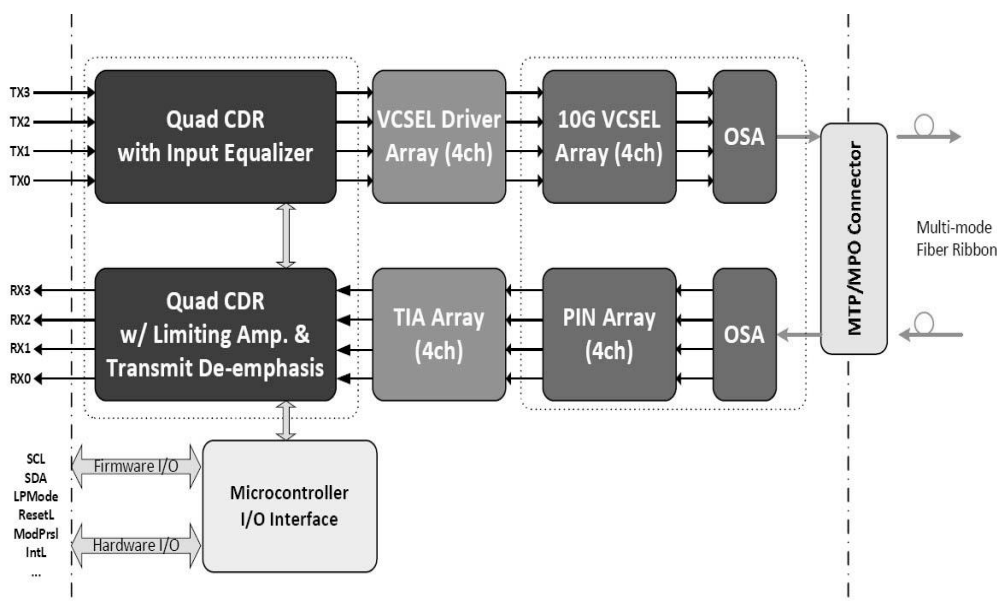 TX3
TX2
TX1
TX0
Quad CDR
with Input Equalizer
VCSEL Driver
Array (4ch)
10G VCSEL
Array (4ch)
OSA
MTP/MPO Connector
Multi-mode
Fiber Ribbon
RX3
RX2
RX1
RX0
Quad CDR
w/ Limiting Amp. &
Transmit De-emphasis
TIA Array
(4ch)
PIN Array
(4ch)
OSA
SCL
SDA
LPMode
ResetL
ModPrsl
IntL
...
Firmware I/O
Hardware I/O
Microcontroller
I/O Interface